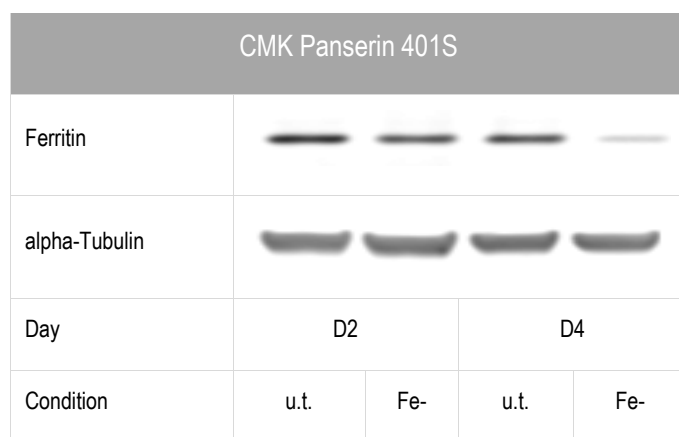 CMK Panserin 401S
Ferritin
alpha-Tubulin
Day D2 D4
Condition u.t. Fe- u.t. Fe-